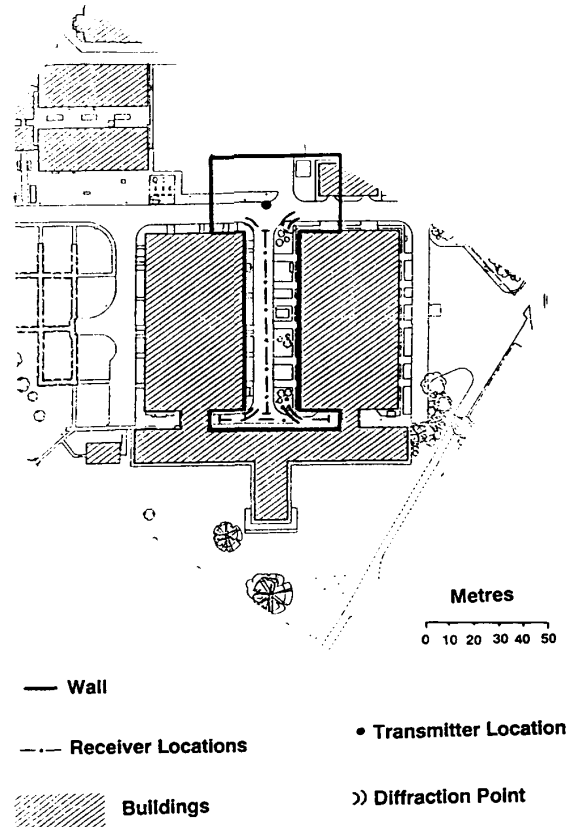 Metres
0 10 20 30 40 50
Wall
Receiver Locations
Transmitter Location
Buildings
Diffraction Point